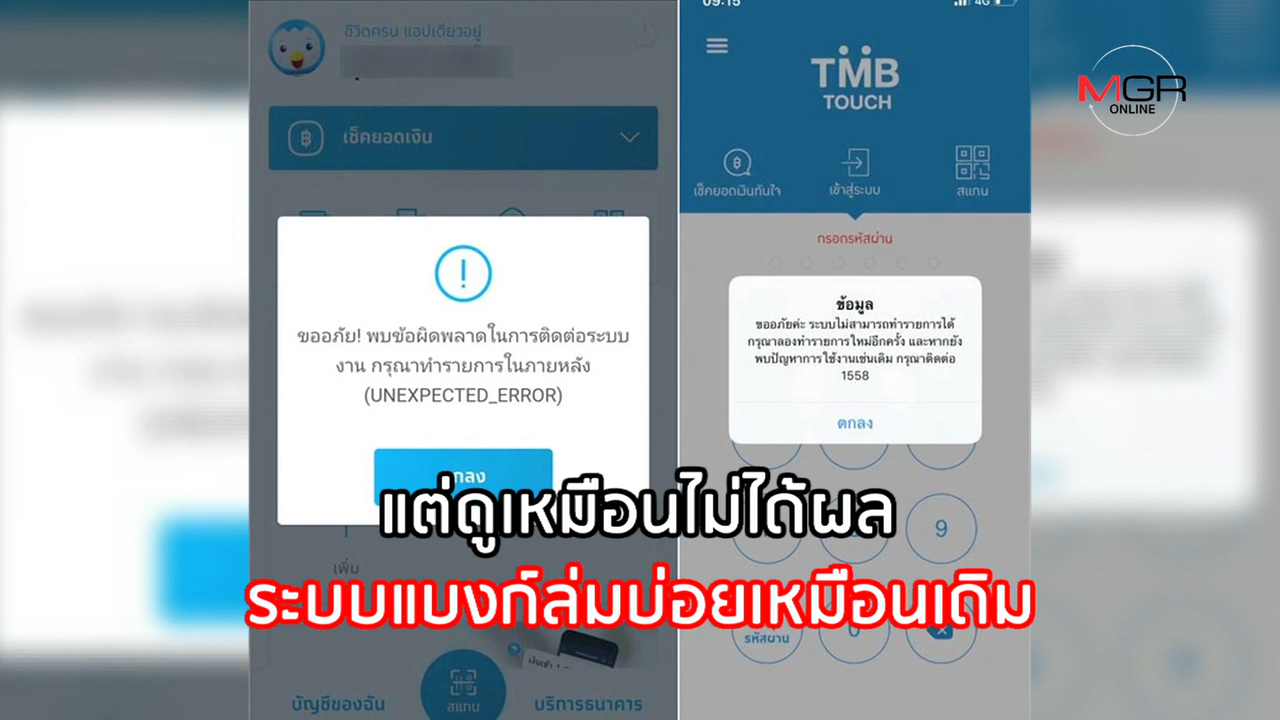 ชีวิตครบ แอปเดียวอยู่
เช็คยอดเงิน
ขออภัย! พบข้อผิดพลาดในการติดต่อระบบ
งาน กรุณาทำรายการในภายหลัง
(UNEXPECTED_ERROR)
เพิ่ม
บัญชีของฉัน
สแกน
บริการธนาคาร
09:15
4G
TMB
TOUCH
เช็คยอดเงินทันใจ
เข้าสู่ระบบ
สแกน
กรอกรหัสผ่าน
ข้อมูล
ขออภัยค่ะ ระบบไม่สามารถทำรายการได้
กรุณาลองทำรายการใหม่อีกครั้ง และหากยัง
พบปัญหาการใช้งานเช่นเดิม กรุณาติดต่อ
1558
ตกลง
9
MGR
ONLINE
แต่ดูเหมือนไม่ได้ผล
ระบบแบงก์ล่มบ่อยเหมือนเดิม